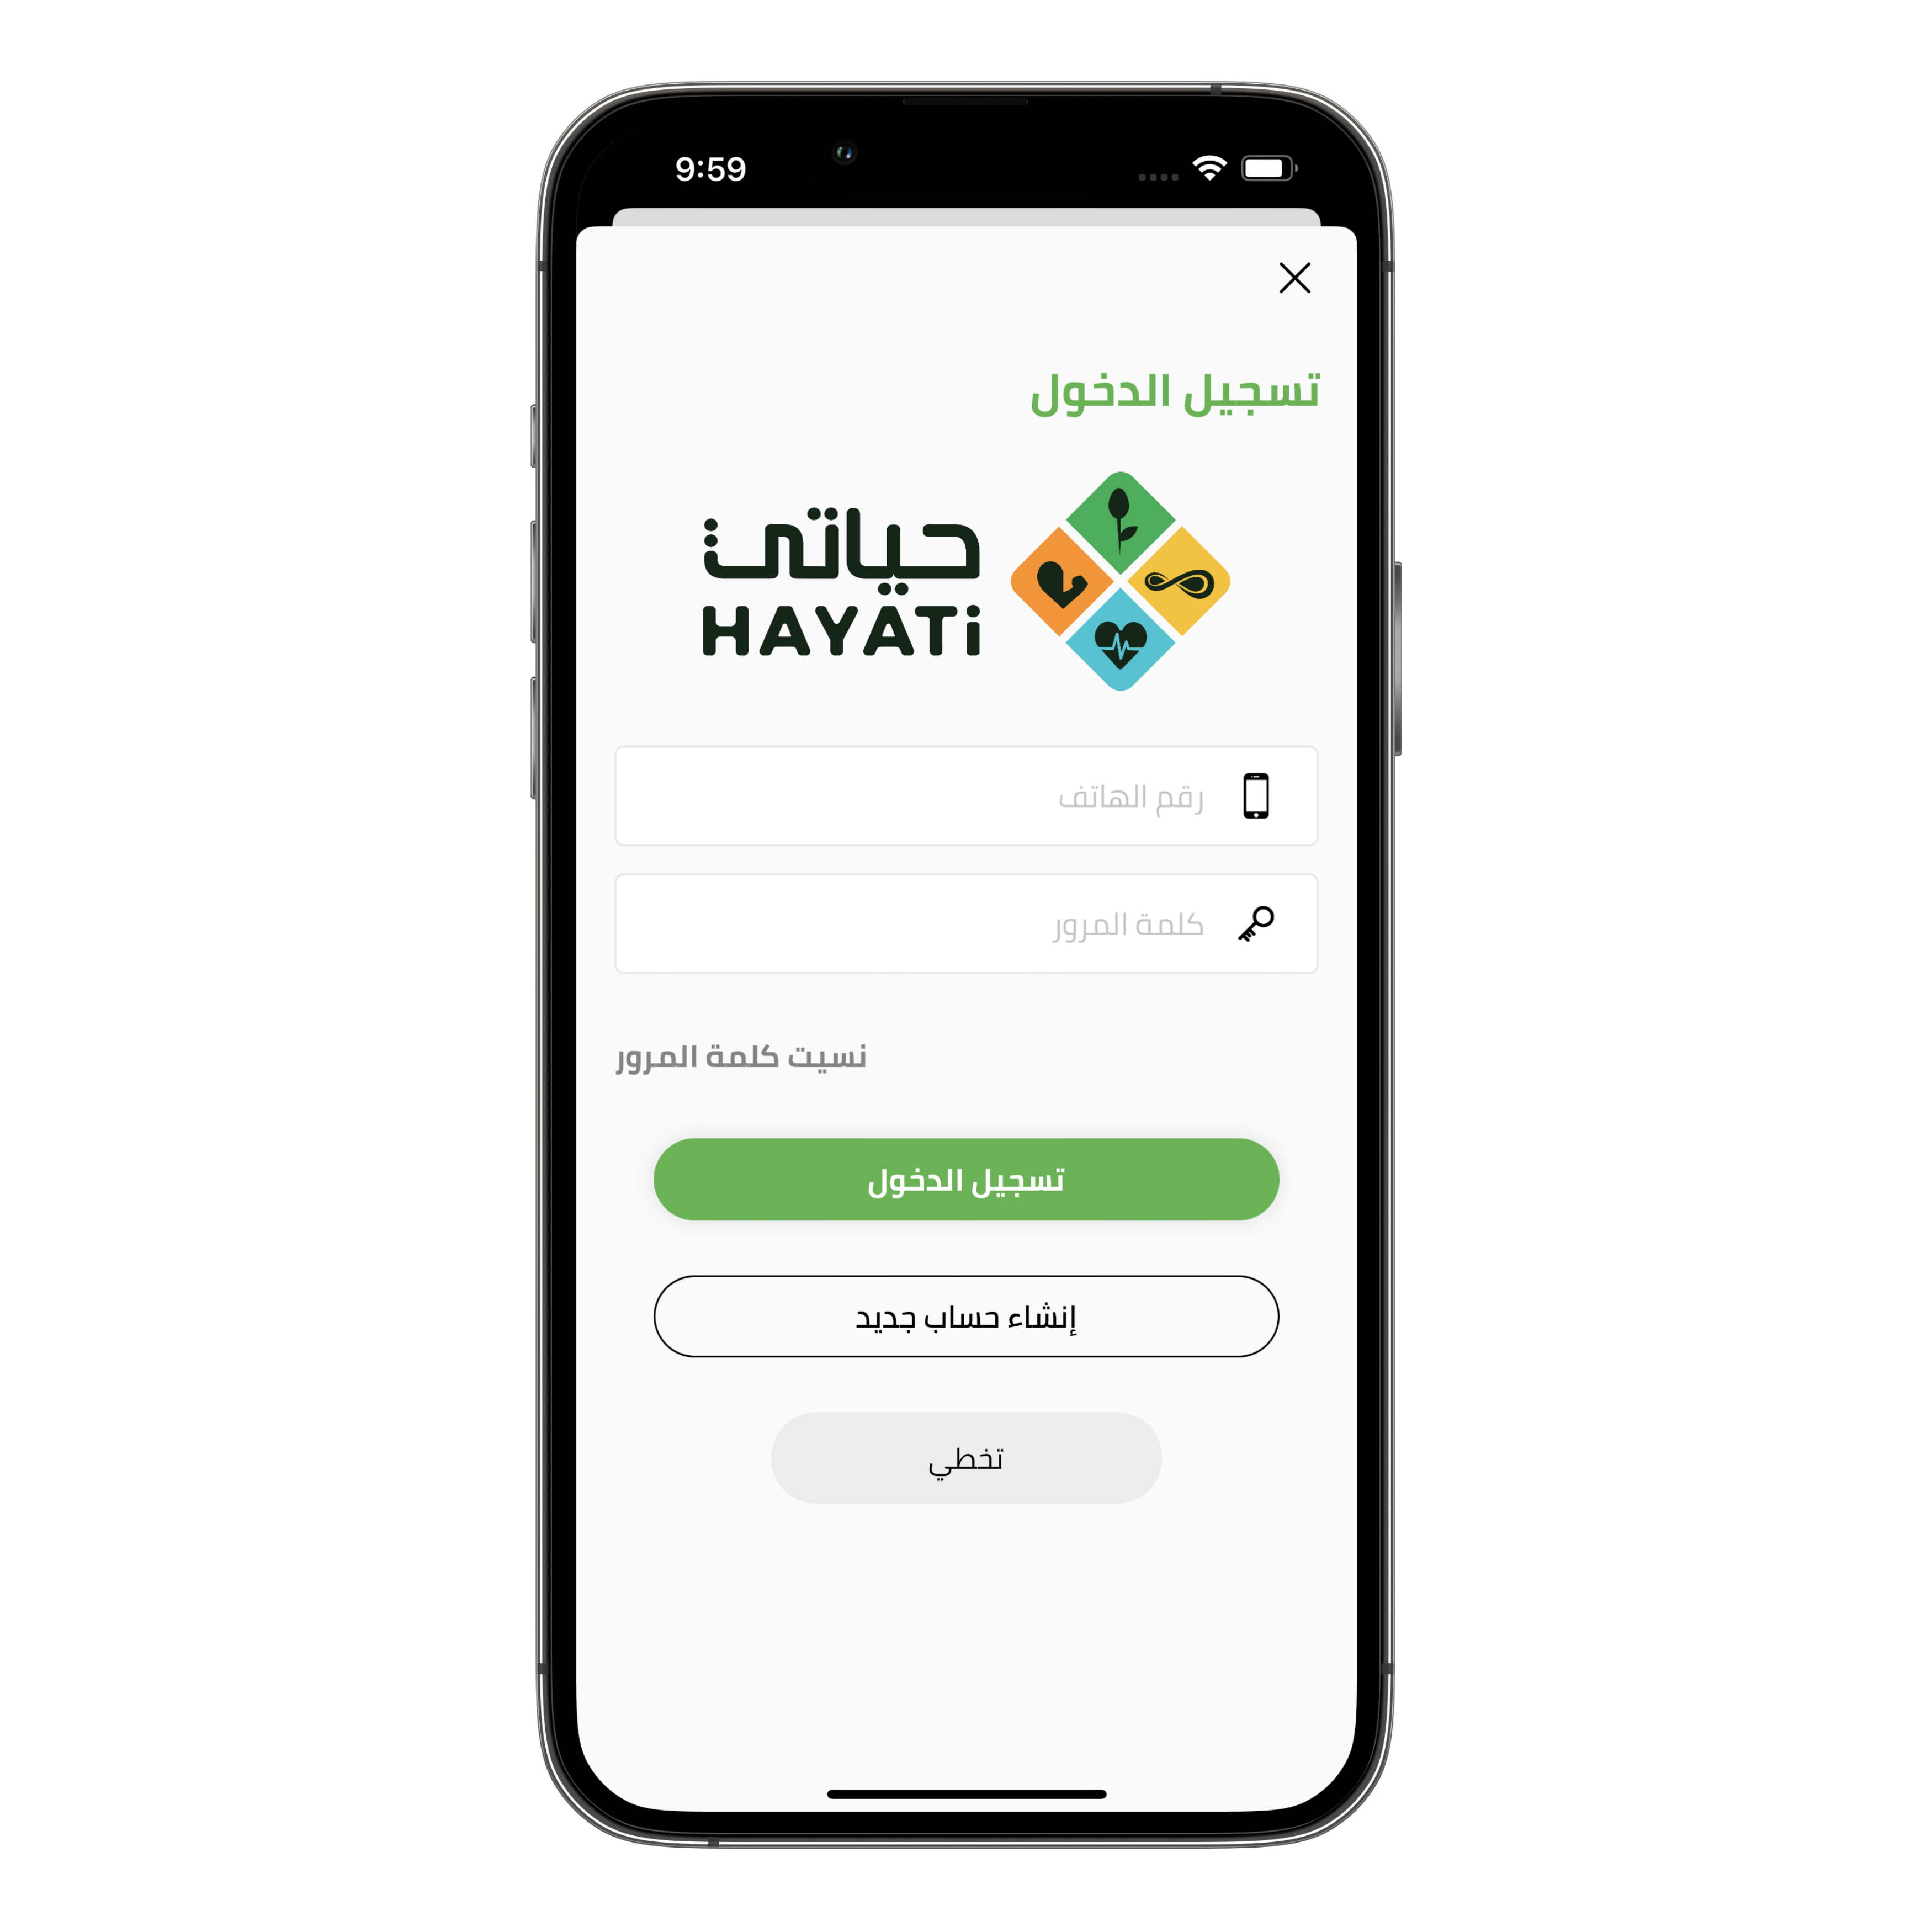 9:59
تسجيل الدخول
حياتي
HAYATi
رقم الهاتف
كلمة المرور
نسيت كلمة المرور
تسجيل الدخول
إنشاء حساب جديد
تخطي